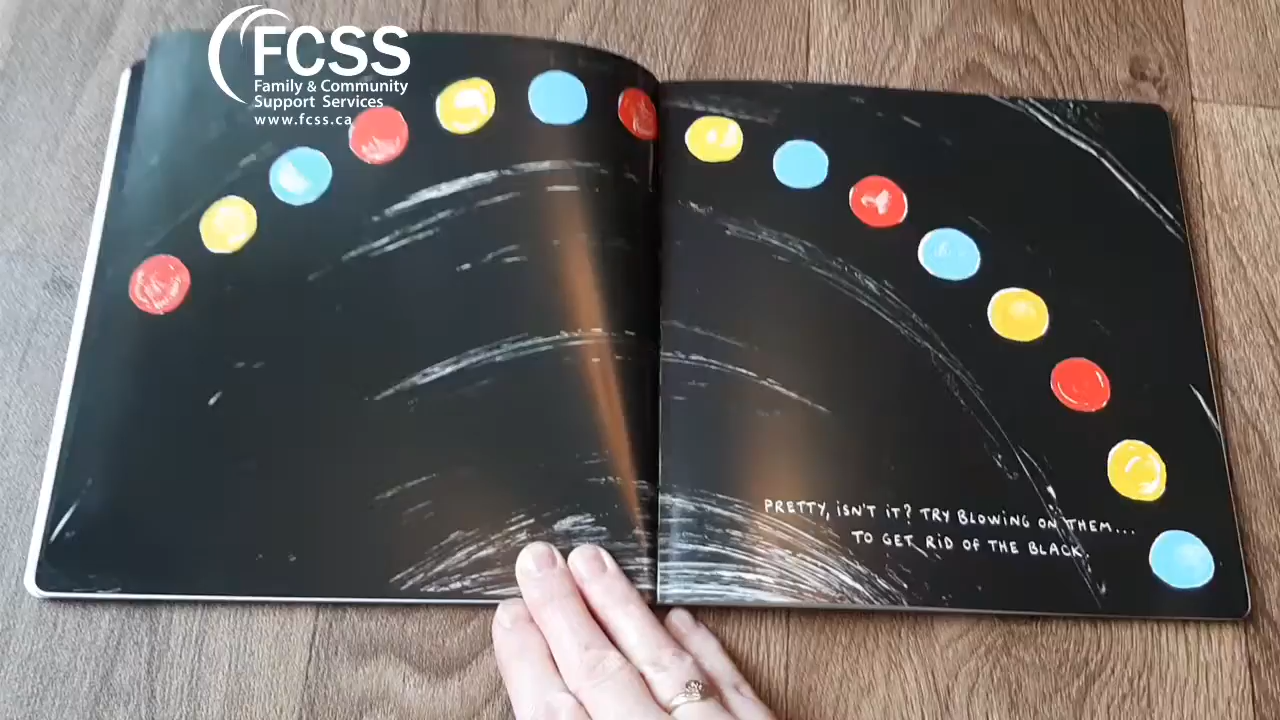 FCSS
Family & Community
Support Services
www.fcss.ca
PRETTY, ISN'T IT? TRY BLOWING ON THEM...
TO GET RID OF THE BLACK.